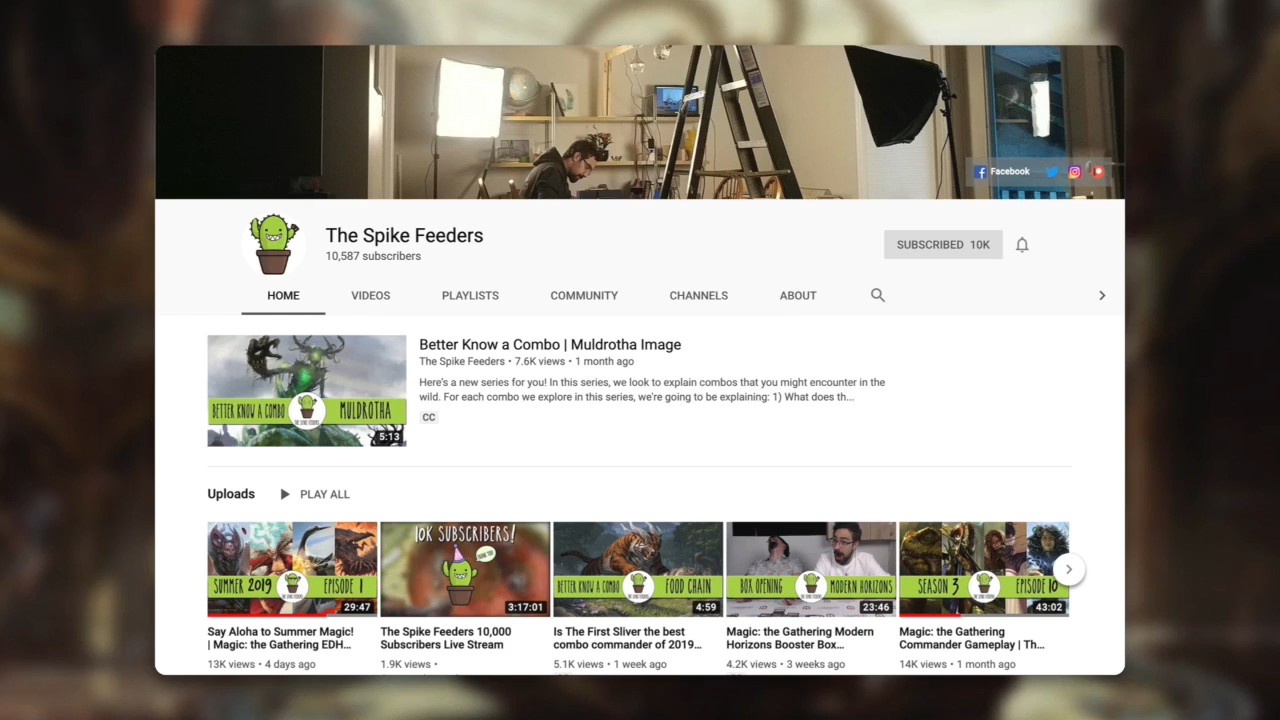 Facebook
The Spike Feeders
10,587 subscribers
SUBSCRIBED 10K
HOME VIDEOS PLAYLISTS COMMUNITY CHANNELS ABOUT
Better Know a Combo | Muldrotha Image
The Spike Feeders • 7.6K views • 1 month ago
Here's a new series for you! In this series, we look to explain combos that you might encounter in the
wild. For each combo we explore in this series, we're going to be explaining: 1) What does th...
CC
BETTER KNOW A COMBO MULDROTHA
THE SPIKE FEEDERS
5:13
Uploads PLAY ALL
SUMMER 2019 EPISODE 1
29:47
10K SUBSCRIBERS!
THANK YOU!
3:17:01
BETTER KNOW A COMBO FOOD CHAIN
4:59
BOX OPENING MODERN HORIZONS
23:46
SEASON 3 EPISODE 10
43:02
Say Aloha to Summer Magic!
| Magic: the Gathering EDH...
13K views • 4 days ago
The Spike Feeders 10,000
Subscribers Live Stream
1.9K views •
Is The First Sliver the best
combo commander of 2019...
5.1K views • 1 week ago
Magic: the Gathering Modern
Horizons Booster Box...
4.2K views • 3 weeks ago
Magic: the Gathering
Commander Gameplay | Th...
14K views • 1 month ago